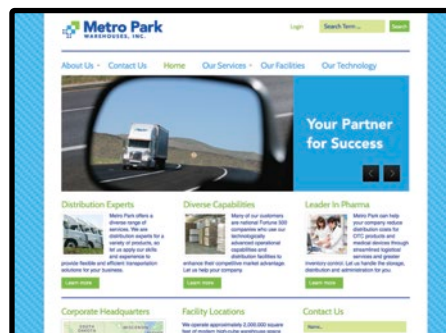 Metro Park
WAREHOUSES, INC.
Login
Search Term ...
Search
About Us
Contact Us
Home
Our Services
Our Facilities
Our Technology
Your Partner
for Success
Distribution Experts
Metro Park offers a
diverse range of
services. We are
distribution experts for a
variety of products, so
let us apply our skills
and experience to
provide flexible and efficient transportation
solutions for your business.
Learn more
Diverse Capabilities
Many of our customers
are national Fortune 500
companies who use our
technologically
advanced operational
capabilities and
distribution facilities to
enhance their competitive market advantage.
Let us help your company
Learn more
Leader In Pharma
Metro Park can help
your company reduce
distribution costs for
OTC products and
medical devices through
streamlined logistical
services and greater
inventory control. Let us handle the storage,
distribution and administration for you.
Learn more
Corporate Headquarters
Facility Locations
We operate approximately 2,000,000 square
feet of modern high-cube warehouse space
Contact Us
Name...